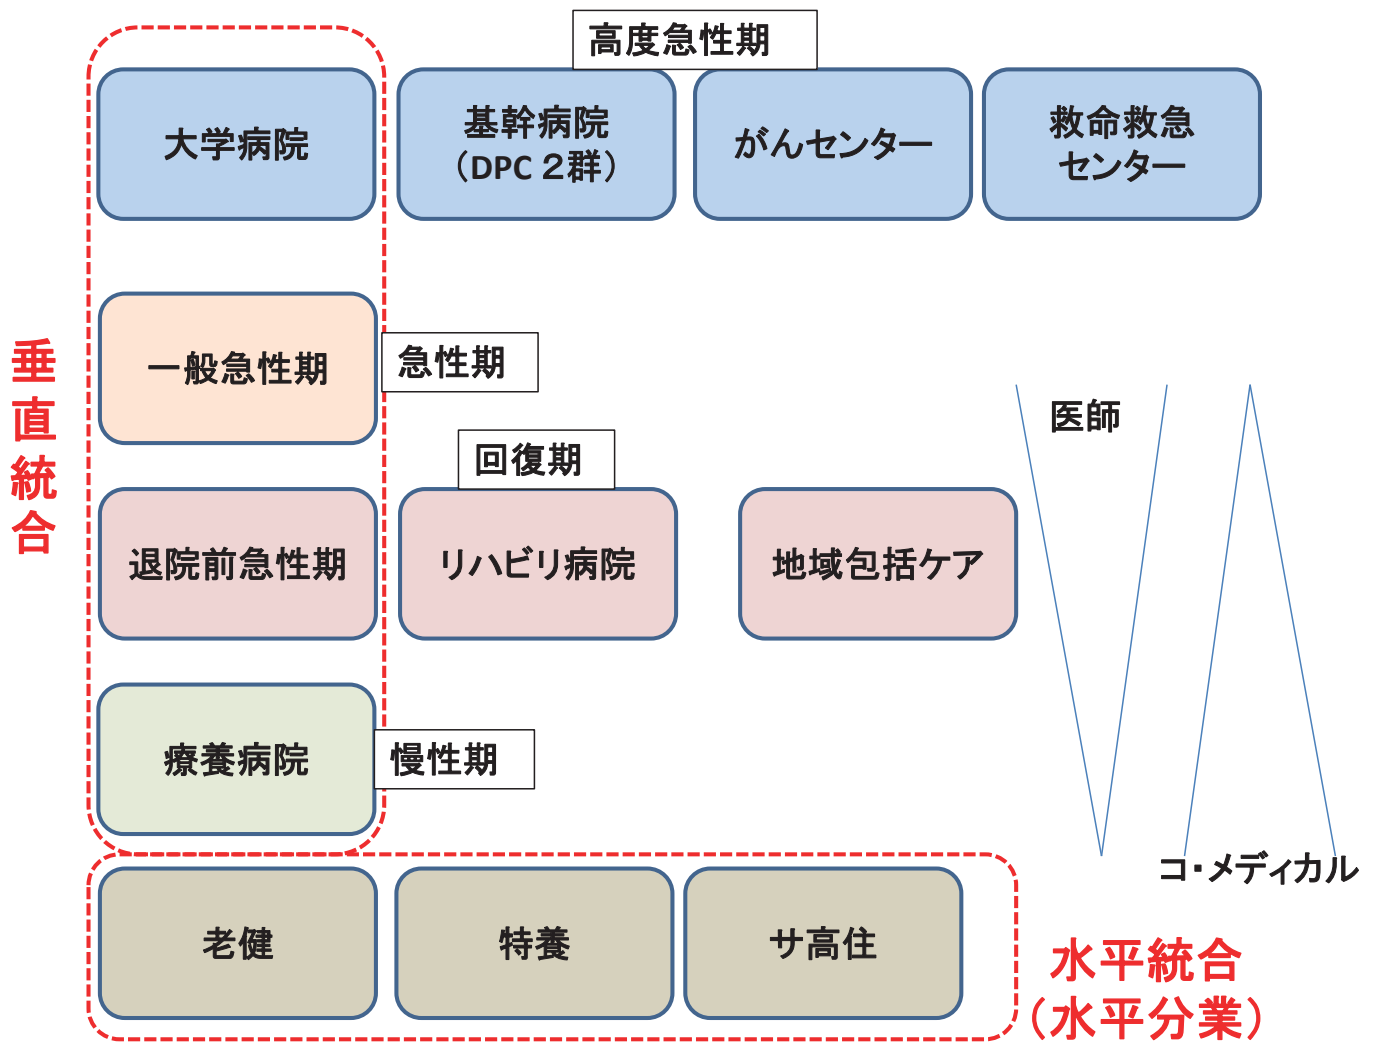 高度急性期
大学病院
基幹病院
（DPC２群）
がんセンター
救命救急
センター
垂直統合
一般急性期
急性期
医師
回復期
退院前急性期
リハビリ病院
地域包括ケア
療養病院
慢性期
コ・メディカル
老健
特養
サ高住
水平統合
（水平分業）